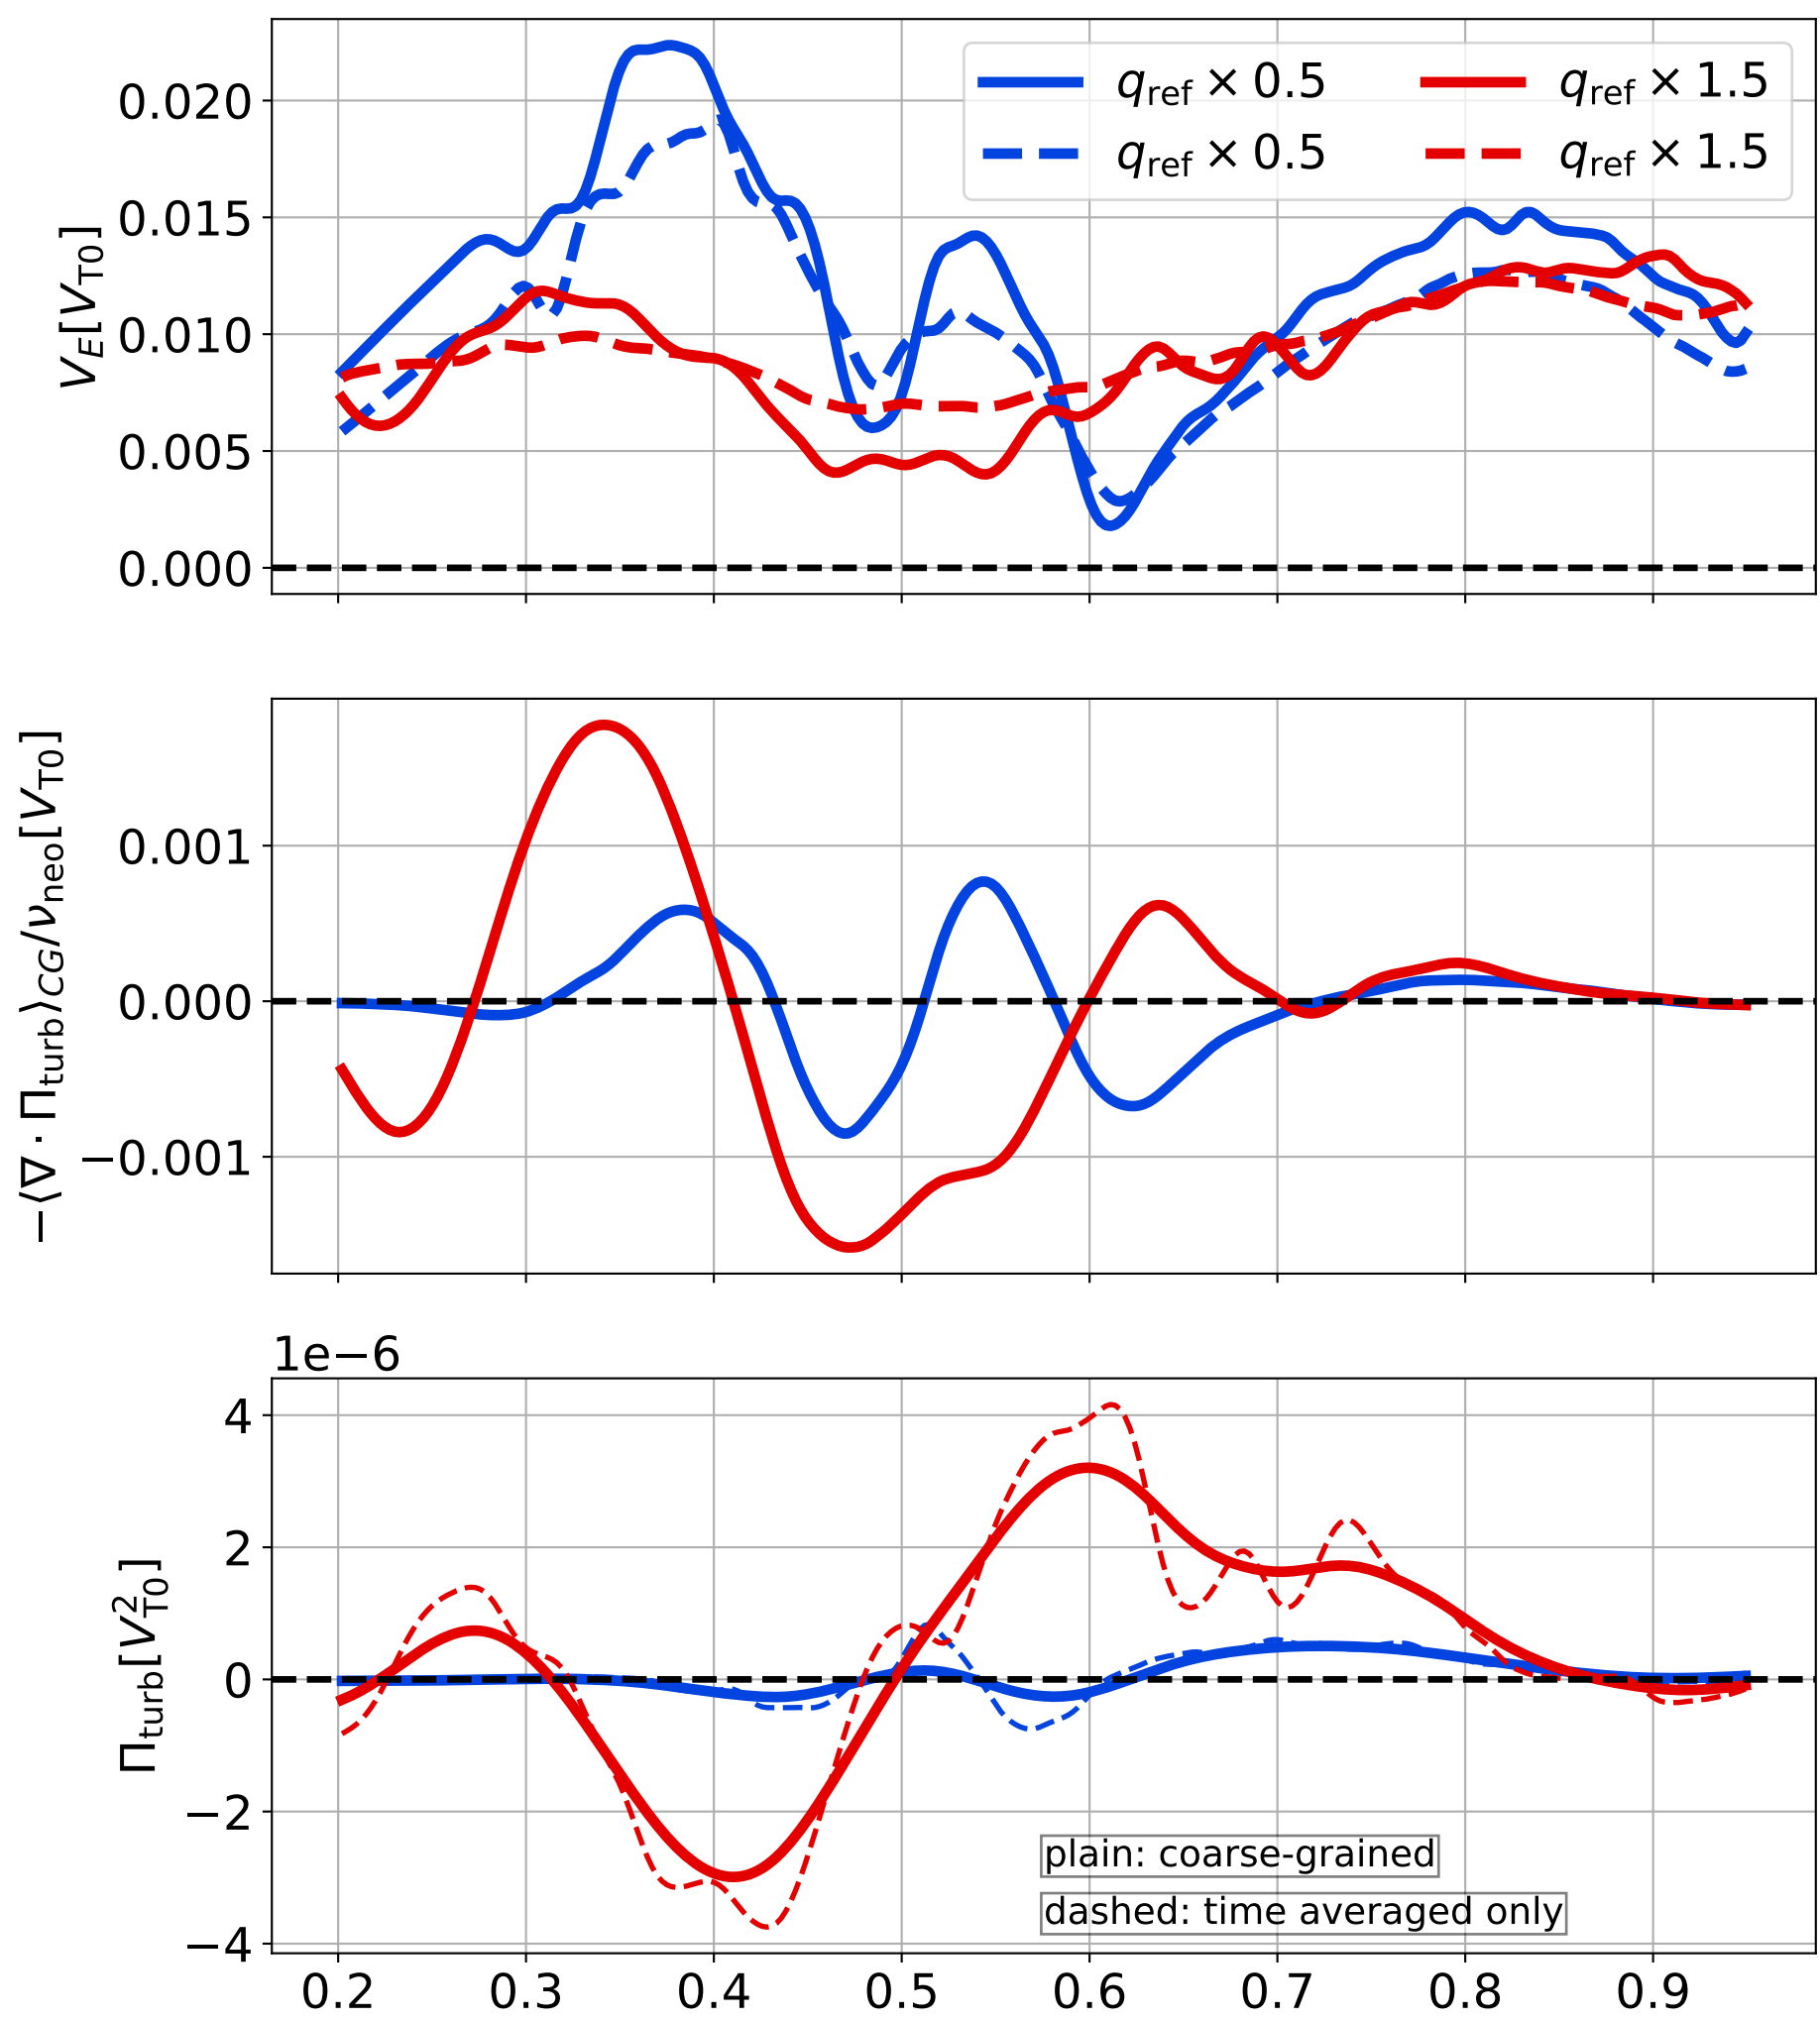 V_E[V_T0]
0.020
0.015
0.010
0.005
0.000
q_ref × 0.5
q_ref × 1.5
q_ref × 0.5
q_ref × 1.5
−⟨∇ · Π_turb⟩_CG/ν_neo[V_T0]
0.001
0.000
−0.001
1e−6
Π_turb[V²_T0]
4
2
0
−2
−4
plain: coarse-grained
dashed: time averaged only
0.2 0.3 0.4 0.5 0.6 0.7 0.8 0.9